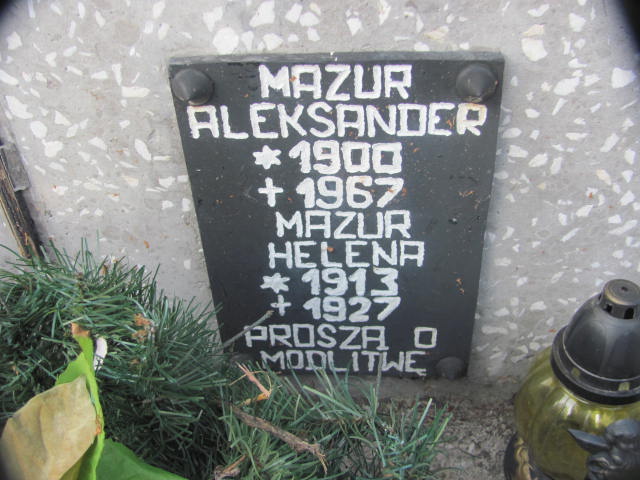 MAZUR
ALEKSANDER
* 1900
+ 1967
MAZUR
HELENA
* 1913
+ 1927
PROSZĄ O
MODLITWĘ